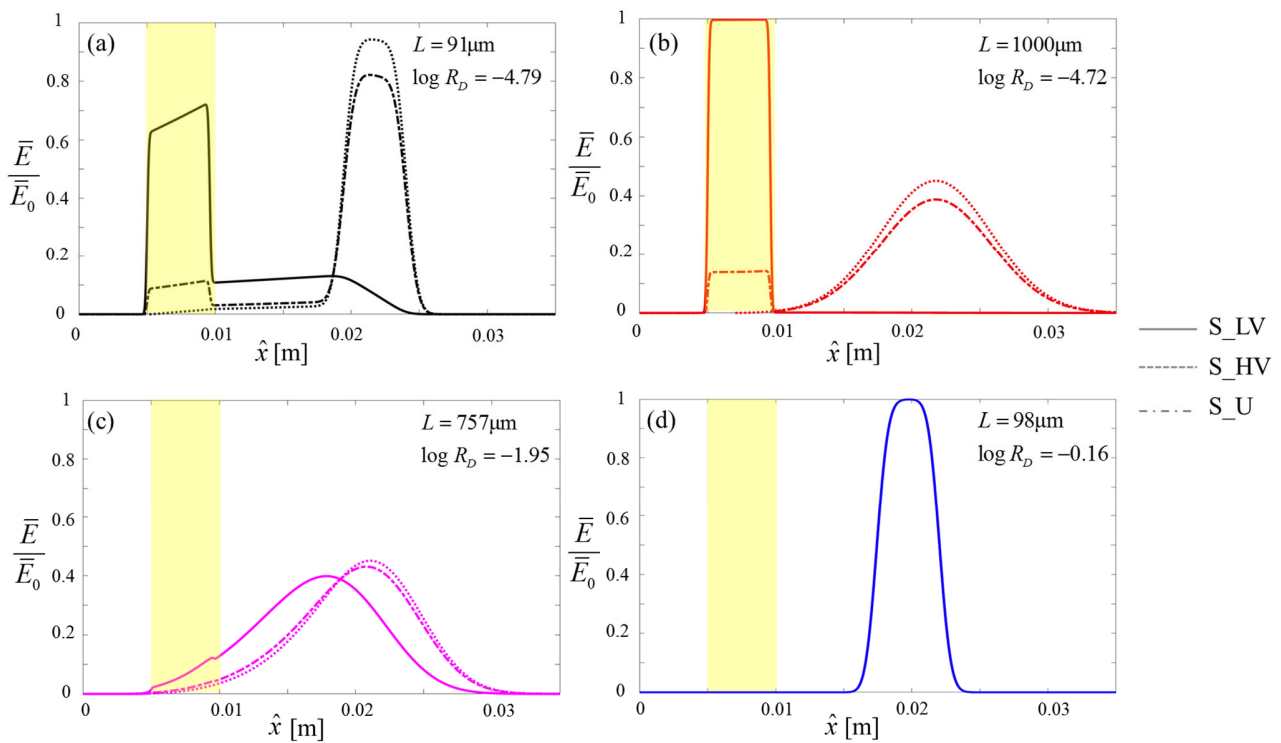 (a)
L = 91μm
log R_D = −4.79
1
0.8
0.6
0.4
0.2
0
E̅
E̅₀
0
0.01
0.02
0.03
x̂ [m]
(b)
L = 1000μm
log R_D = −4.72
1
0.8
0.6
0.4
0.2
0
E̅
E̅₀
0
0.01
0.02
0.03
x̂ [m]
S_LV
S_HV
S_U
(c)
L = 757μm
log R_D = −1.95
1
0.8
0.6
0.4
0.2
0
E̅
E̅₀
0
0.01
0.02
0.03
x̂ [m]
(d)
L = 98μm
log R_D = −0.16
1
0.8
0.6
0.4
0.2
0
E̅
E̅₀
0
0.01
0.02
0.03
x̂ [m]